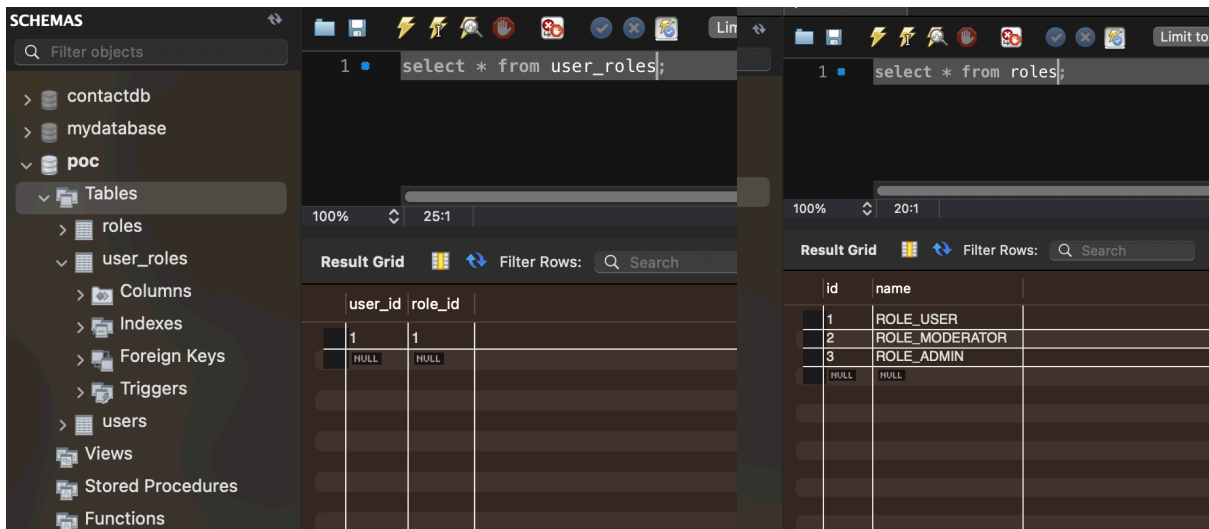 SCHEMAS
Filter objects
contactdb
mydatabase
poc
Tables
roles
user_roles
Columns
Indexes
Foreign Keys
Triggers
users
Views
Stored Procedures
Functions
Lin
1 select * from user_roles;
100% 25:1
Result Grid Filter Rows: Search
user_id role_id
1 1
NULL NULL
Limit to
1 select * from roles;
100% 20:1
Result Grid Filter Rows: Search
id name
1 ROLE_USER
2 ROLE_MODERATOR
3 ROLE_ADMIN
NULL NULL